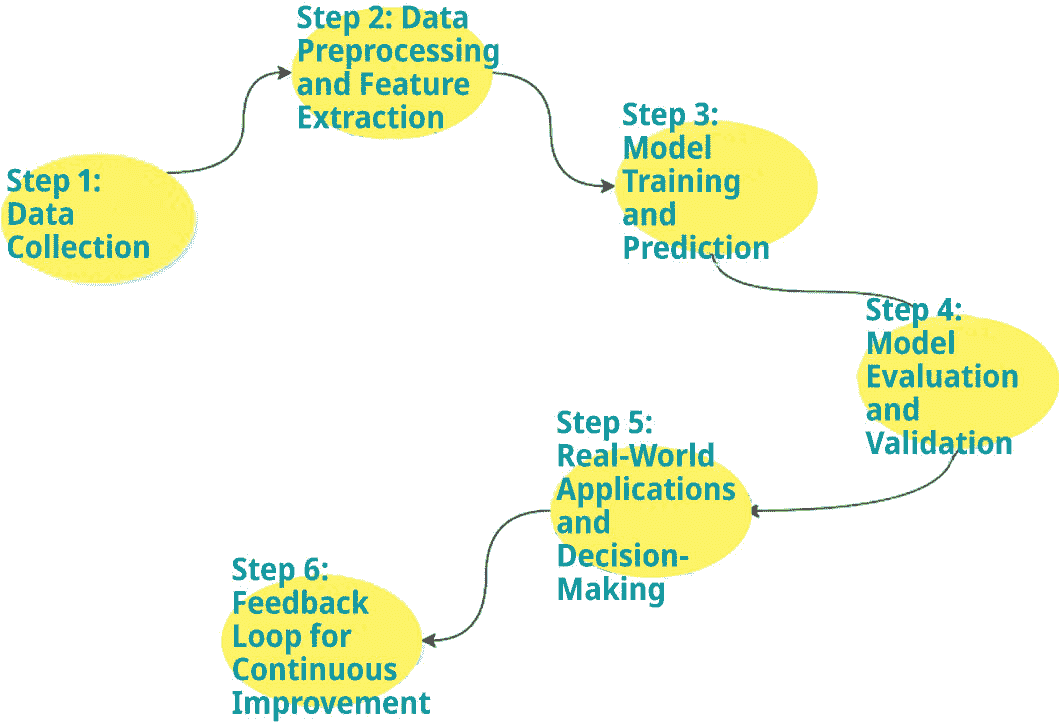 Step 1:
Data
Collection
Step 2: Data
Preprocessing
and Feature
Extraction
Step 3:
Model
Training
and
Prediction
Step 4:
Model
Evaluation
and
Validation
Step 5:
Real-World
Applications
and
Decision-
Making
Step 6:
Feedback
Loop for
Continuous
Improvement